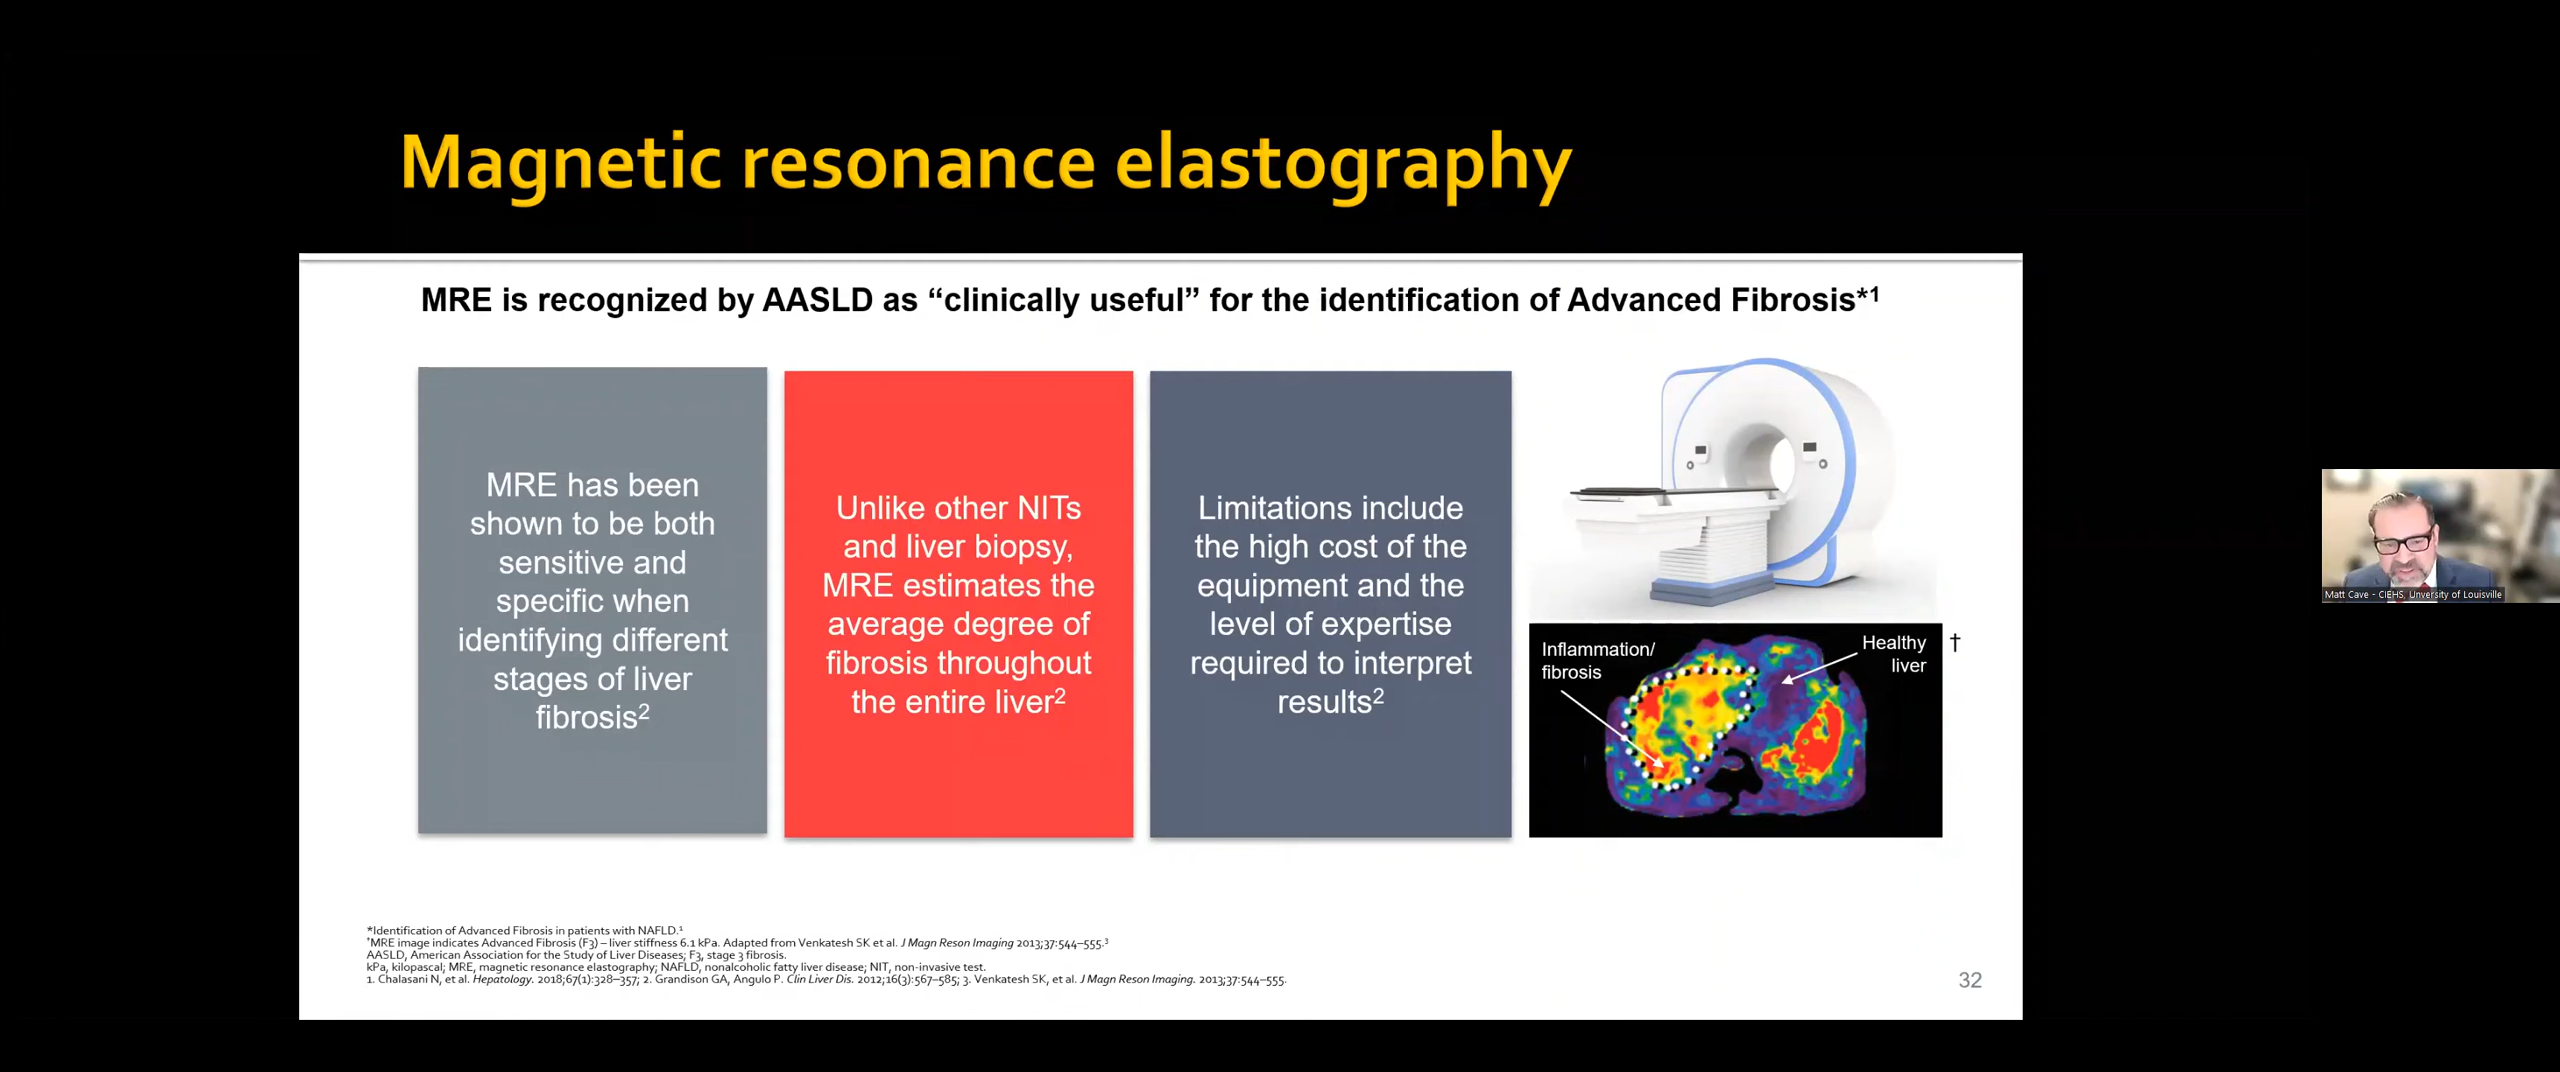 Magnetic resonance elastography
MRE is recognized by AASLD as “clinically useful” for the identification of Advanced Fibrosis*1
MRE has been
shown to be both
sensitive and
specific when
identifying different
stages of liver
fibrosis2
Unlike other NITs
and liver biopsy,
MRE estimates the
average degree of
fibrosis throughout
the entire liver2
Limitations include
the high cost of the
equipment and the
level of expertise
required to interpret
results2
Inflammation/
fibrosis
Healthy
liver
†
*Identification of Advanced Fibrosis in patients with NAFLD.1
†MRE image indicates Advanced Fibrosis (F3) – liver stiffness 6.1 kPa. Adapted from Venkatesh SK et al. J Magn Reson Imaging 2013;37:544–555.3
AASLD, American Association for the Study of Liver Diseases; F3, stage 3 fibrosis.
kPa, kilopascal; MRE, magnetic resonance elastography; NAFLD, nonalcoholic fatty liver disease; NIT, non-invasive test.
1. Chalasani N, et al. Hepatology. 2018;67(1):328–357; 2. Grandison GA, Angulo P. Clin Liver Dis. 2012;16(3):567–585; 3. Venkatesh SK, et al. J Magn Reson Imaging. 2013;37:544–555.
32
Matt Cave - CIEHS, Unversity of Louisville